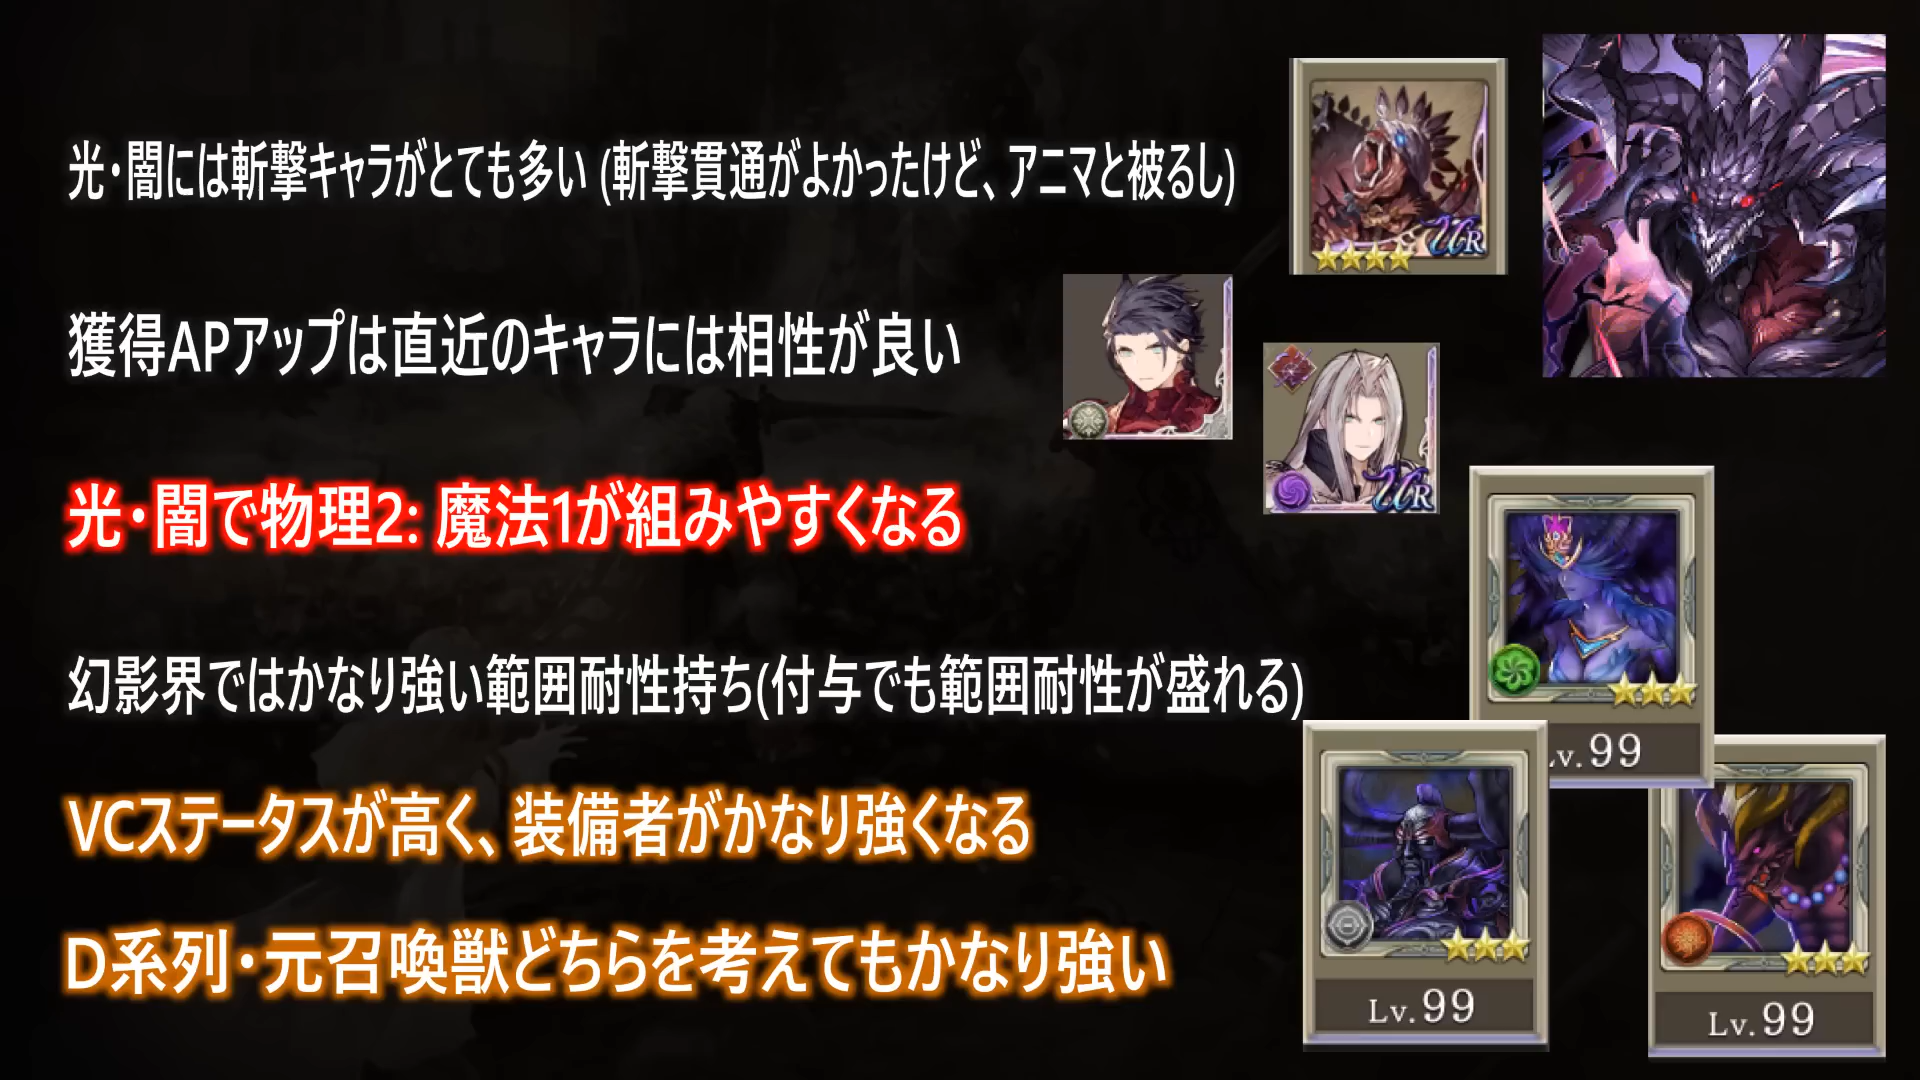 光・闇には斬撃キャラがとても多い (斬撃貫通がよかったけど、アニマと被るし)
UR
獲得APアップは直近のキャラには相性が良い
UR
光・闇で物理2: 魔法1が組みやすくなる
幻影界ではかなり強い範囲耐性持ち(付与でも範囲耐性が盛れる)
Lv. 99
VCステータスが高く、装備者がかなり強くなる
D系列・元召喚獣どちらを考えてもかなり強い
Lv. 99
Lv. 99